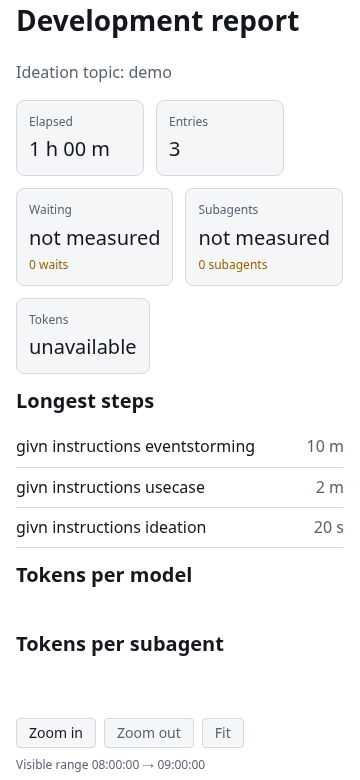 Development report
Ideation topic: demo
Elapsed
1 h 00 m
Entries
3
Waiting
not measured
0 waits
Subagents
not measured
0 subagents
Tokens
unavailable
Longest steps
givn instructions eventstorming 10 m
givn instructions usecase 2 m
givn instructions ideation 20 s
Tokens per model
Tokens per subagent
Zoom in Zoom out Fit
Visible range 08:00:00 → 09:00:00